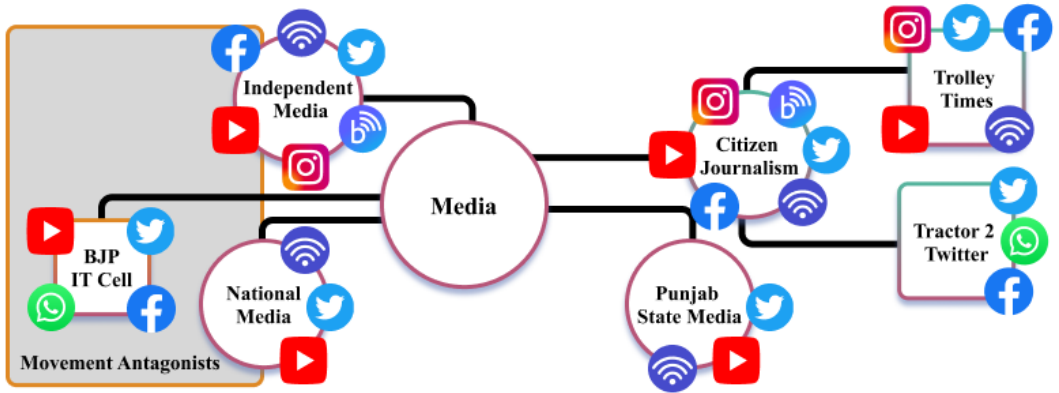 Independent
Media
Media
Citizen
Journalism
Trolley
Times
BJP
IT Cell
National
Media
Punjab
State Media
Tractor 2
Twitter
Movement Antagonists
b
b